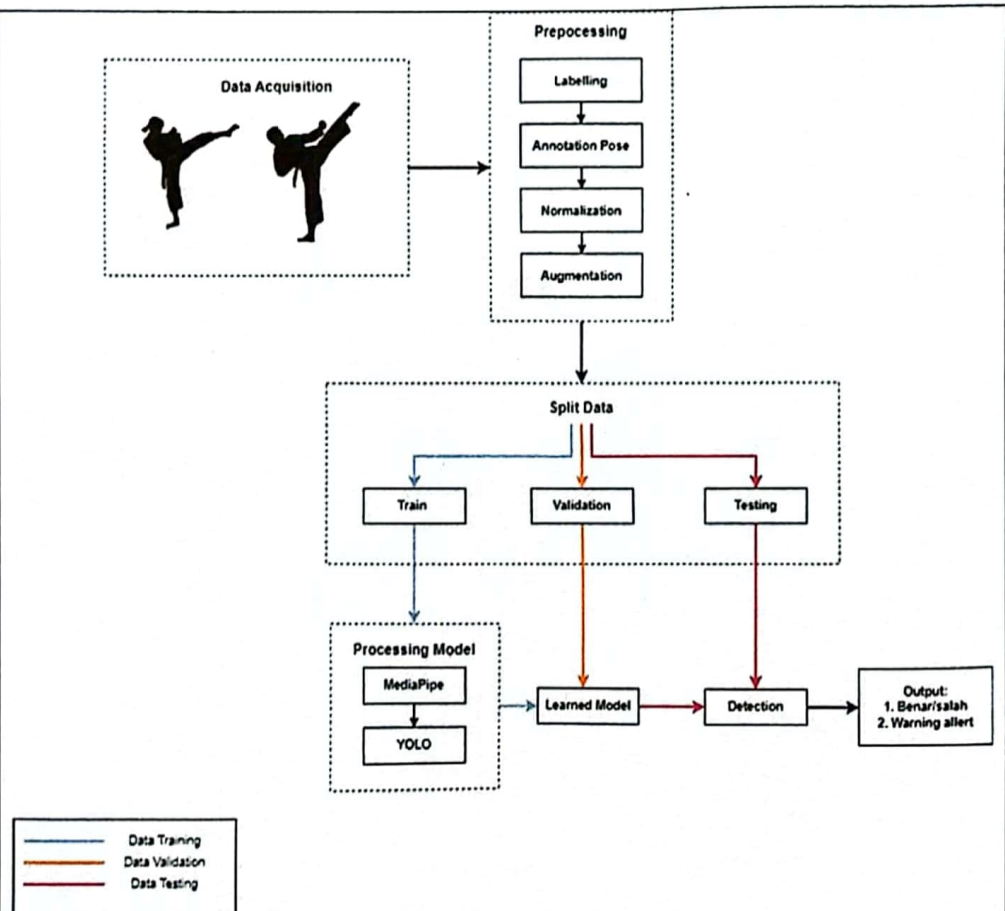 Data Acquisition
Prepocessing
Labelling
Annotation Pose
Normalization
Augmentation
Split Data
Train
Validation
Testing
Processing Model
MediaPipe
YOLO
Learned Model
Detection
Output:
1. Benar/salah
2. Warning allert
Data Training
Data Validation
Data Testing